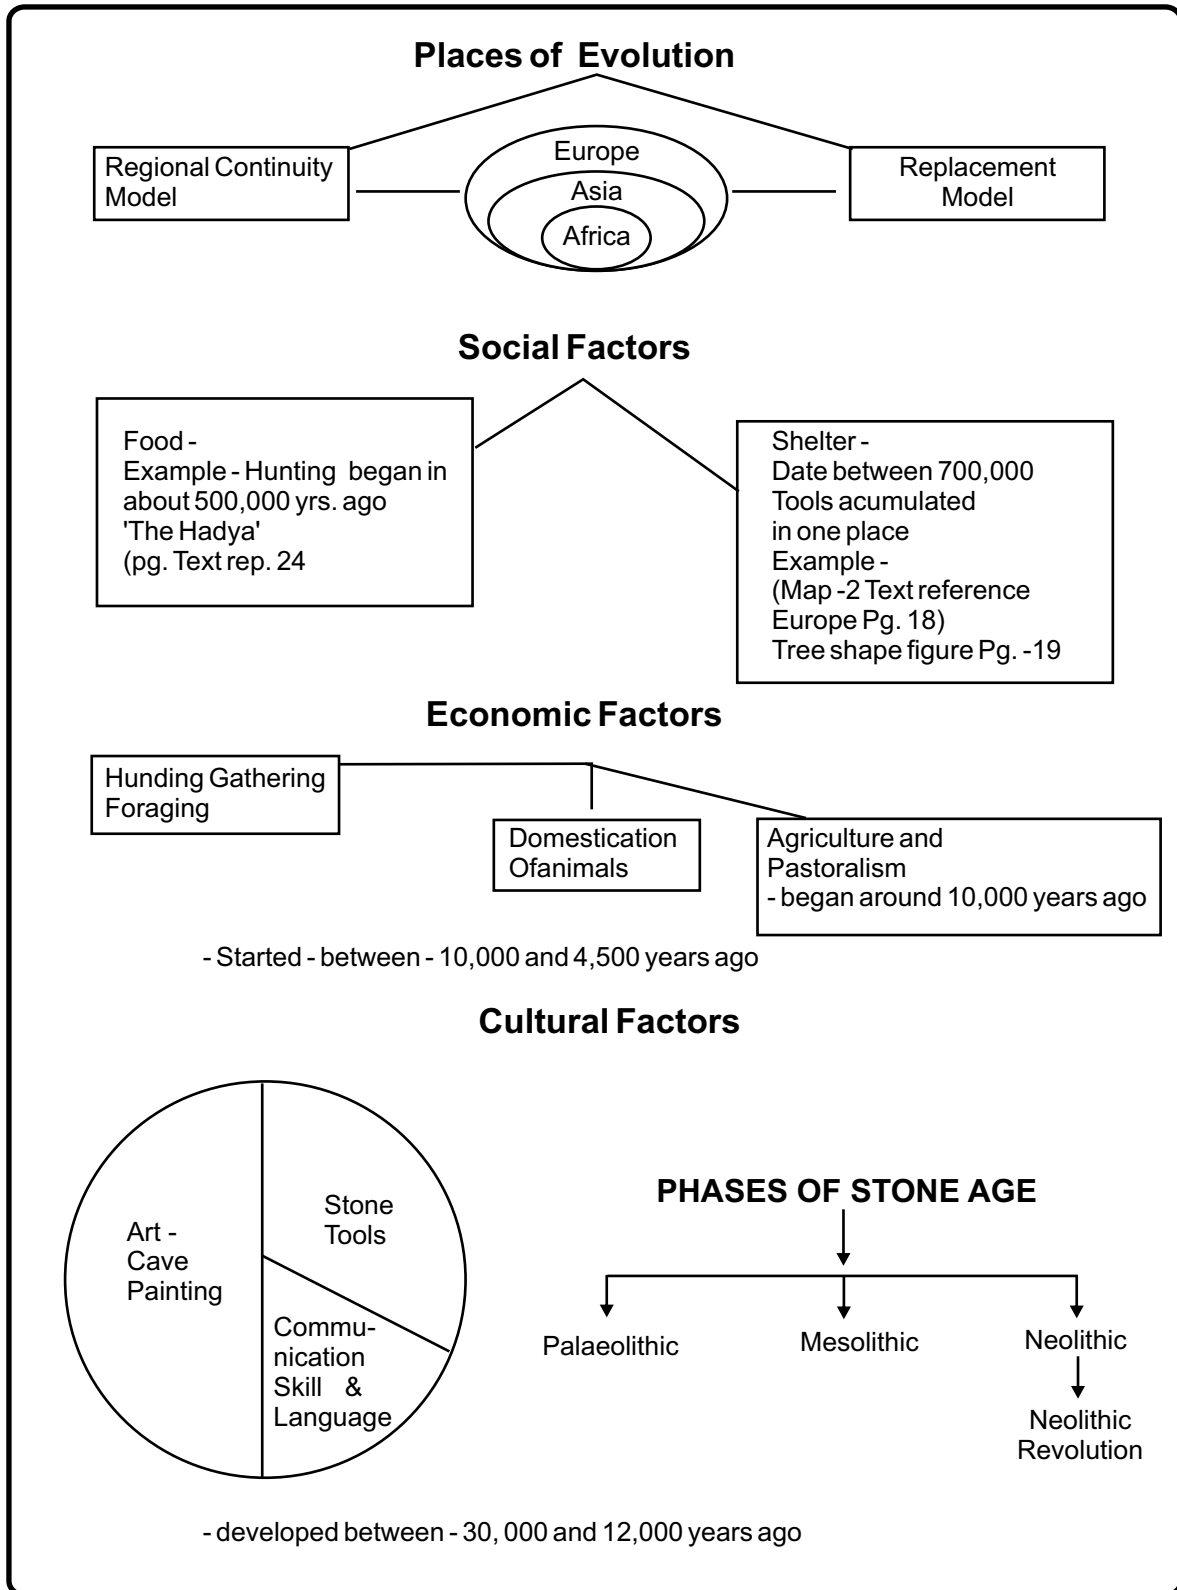 Places of Evolution
Regional Continuity
Model
Europe
Asia
Africa
Replacement
Model
Social Factors
Food -
Example - Hunting began in
about 500,000 yrs. ago
'The Hadya'
(pg. Text rep. 24
Shelter -
Date between 700,000
Tools acumulated
in one place
Example -
(Map -2 Text reference
Europe Pg. 18)
Tree shape figure Pg. -19
Economic Factors
Hunding Gathering
Foraging
Domestication
Ofanimals
Agriculture and
Pastoralism
- began around 10,000 years ago
- Started - between - 10,000 and 4,500 years ago
Cultural Factors
Art -
Cave
Painting
Stone
Tools
Commu-
nication
Skill &
Language
PHASES OF STONE AGE
Palaeolithic
Mesolithic
Neolithic
Neolithic
Revolution
- developed between - 30, 000 and 12,000 years ago